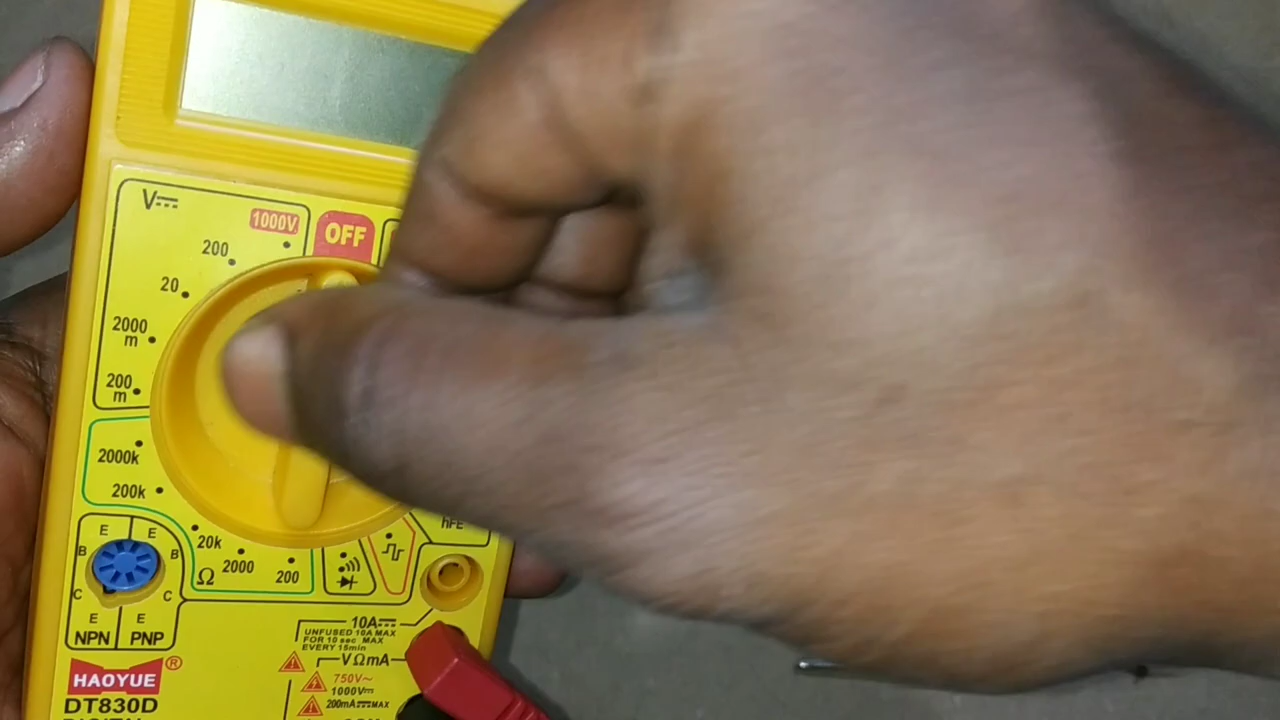 V
1000V
OFF
200
20
2000
m
200
m
2000k
200k
20k
2000
200
Ω
hFE
E E
B B
C C
E E
NPN PNP
10A
UNFUSED 10A MAX
FOR 10 sec MAX
EVERY 15min
VΩmA
750V~
1000V
200mA MAX
HAOYUE ®
DT830D
DIGITAL